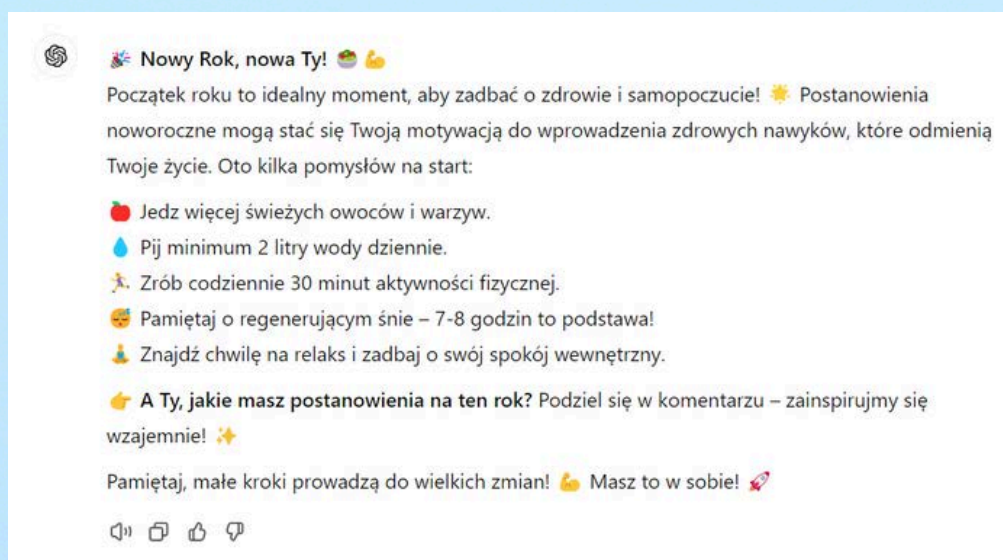 🎉 Nowy Rok, nowa Ty! 🥗 💪
Początek roku to idealny moment, aby zadbać o zdrowie i samopoczucie! 🌟 Postanowienia
noworoczne mogą stać się Twoją motywacją do wprowadzenia zdrowych nawyków, które odmienią
Twoje życie. Oto kilka pomysłów na start:
🍎 Jedz więcej świeżych owoców i warzyw.
💧 Pij minimum 2 litry wody dziennie.
🏃‍♀️ Zrób codziennie 30 minut aktywności fizycznej.
😴 Pamiętaj o regenerującym śnie – 7-8 godzin to podstawa!
🧘 Znajdź chwilę na relaks i zadbaj o swój spokój wewnętrzny.
👉 A Ty, jakie masz postanowienia na ten rok? Podziel się w komentarzu – zainspirujmy się
wzajemnie! ✨
Pamiętaj, małe kroki prowadzą do wielkich zmian! 💪 Masz to w sobie! 🚀